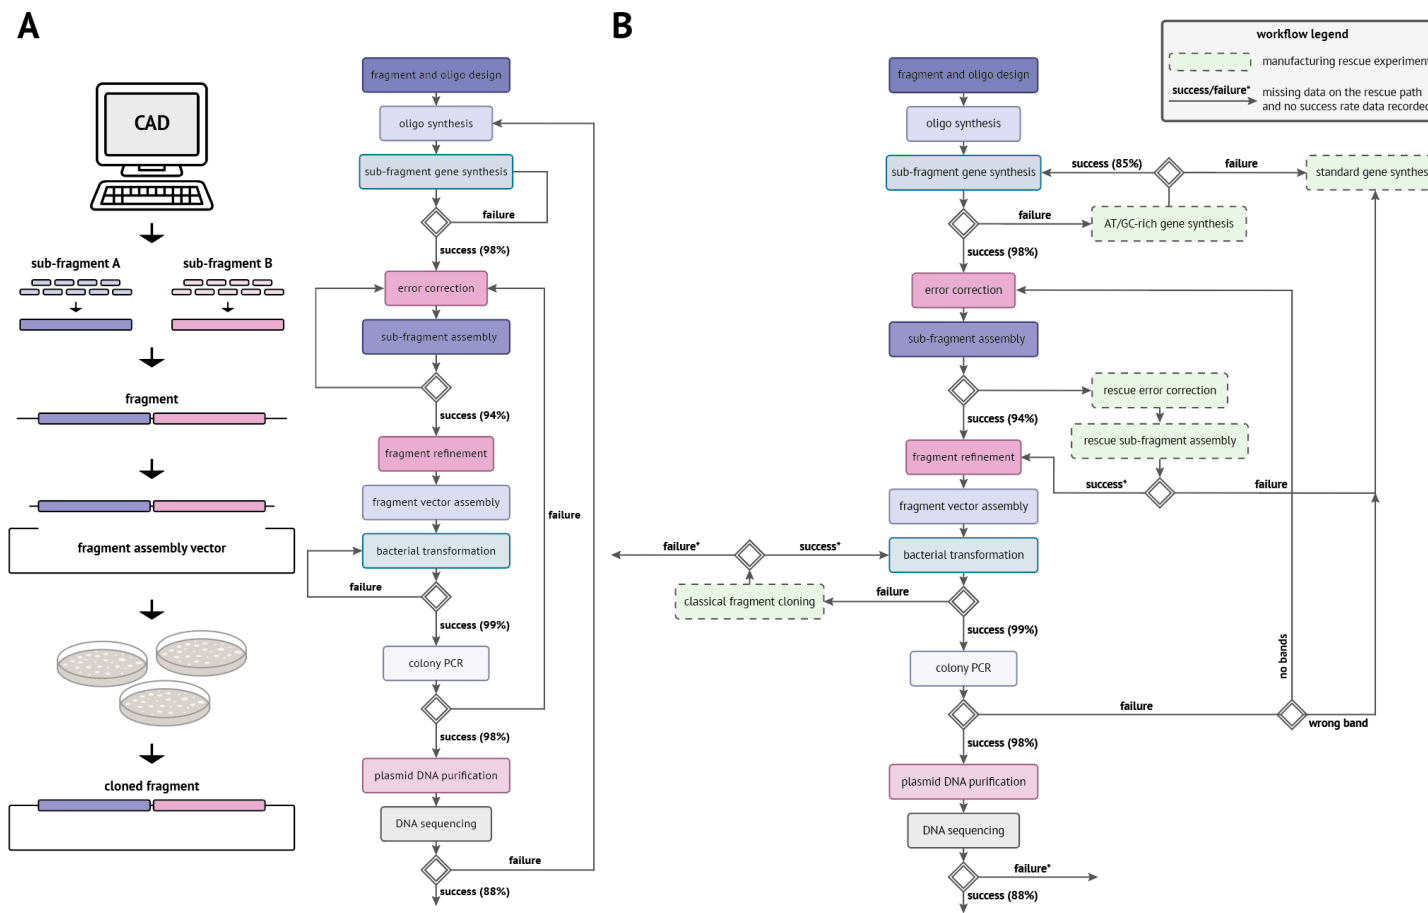 A
CAD
sub-fragment A
sub-fragment B
fragment
fragment assembly vector
cloned fragment
fragment and oligo design
oligo synthesis
sub-fragment gene synthesis
failure
success (98%)
error correction
sub-fragment assembly
success (94%)
fragment refinement
fragment vector assembly
failure
bacterial transformation
failure
success (99%)
colony PCR
success (98%)
plasmid DNA purification
DNA sequencing
failure
success (88%)
B
workflow legend
manufacturing rescue experiment
success/failure*
missing data on the rescue path
and no success rate data recorded
fragment and oligo design
oligo synthesis
sub-fragment gene synthesis
success (85%)
failure
standard gene synthes
failure
AT/GC-rich gene synthesis
success (98%)
error correction
sub-fragment assembly
rescue error correction
success (94%)
rescue sub-fragment assembly
fragment refinement
success*
failure
fragment vector assembly
failure*
success*
bacterial transformation
classical fragment cloning
failure
success (99%)
no bands
colony PCR
failure
wrong band
success (98%)
plasmid DNA purification
DNA sequencing
failure*
success (88%)